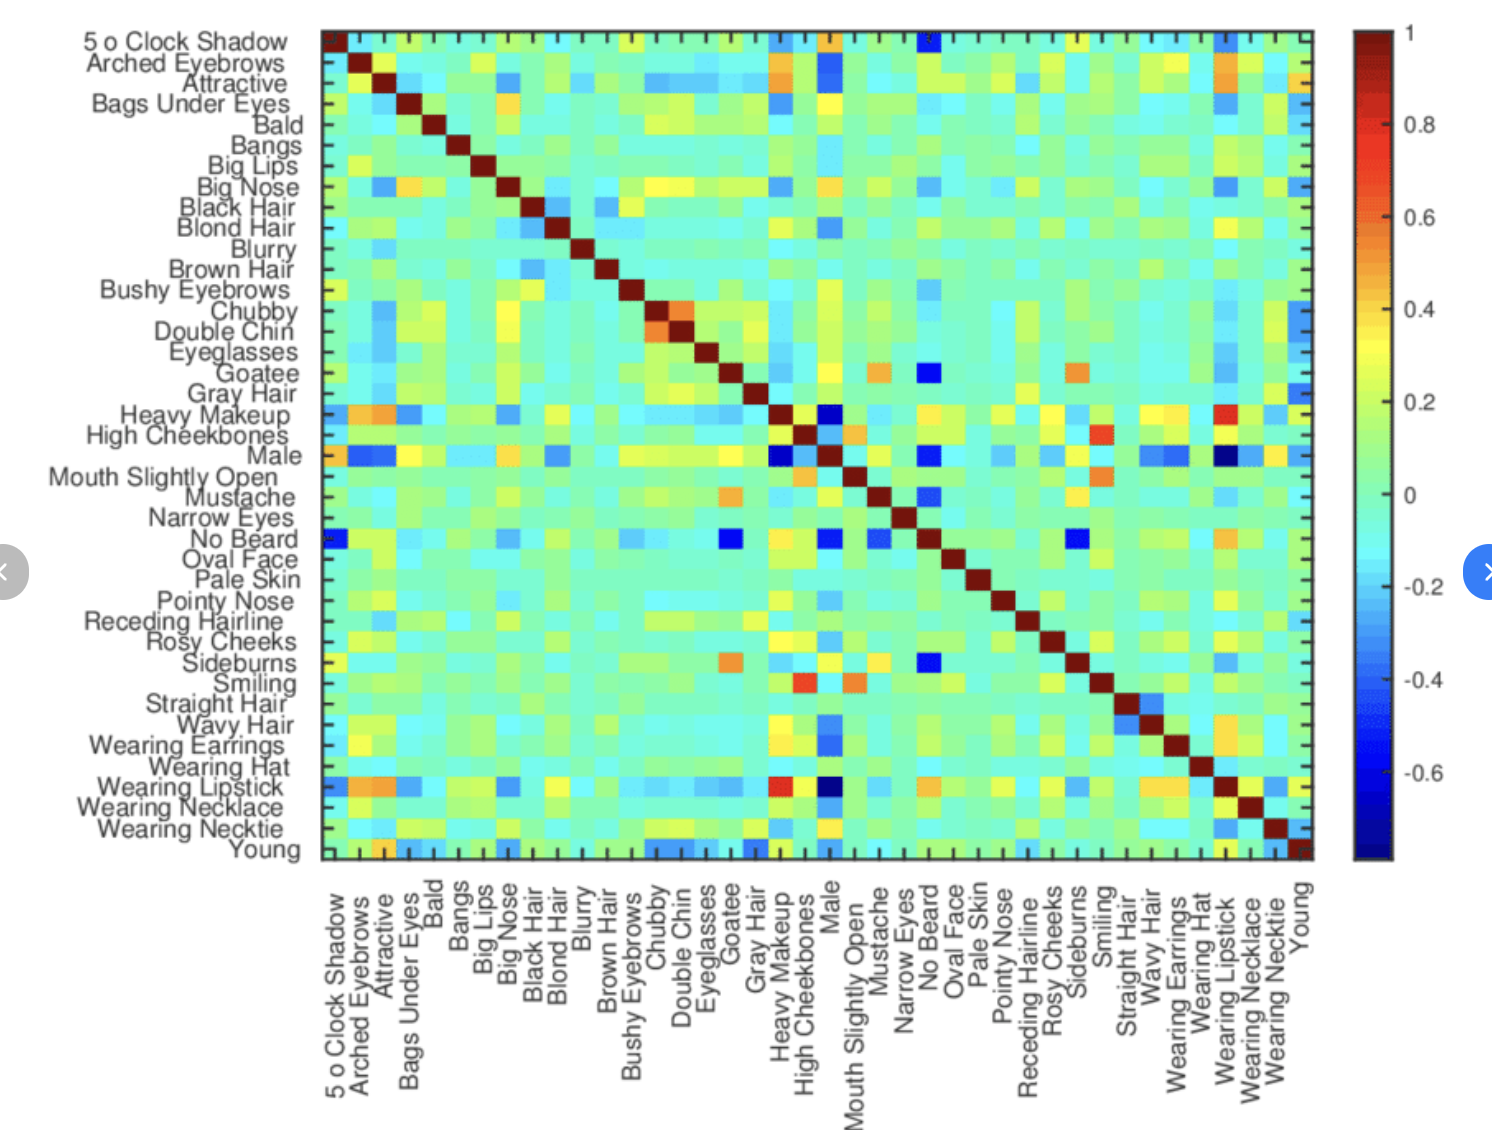 5 o Clock Shadow
Arched Eyebrows
Attractive
Bags Under Eyes
Bald
Bangs
Big Lips
Big Nose
Black Hair
Blond Hair
Blurry
Brown Hair
Bushy Eyebrows
Chubby
Double Chin
Eyeglasses
Goatee
Gray Hair
Heavy Makeup
High Cheekbones
Male
Mouth Slightly Open
Mustache
Narrow Eyes
No Beard
Oval Face
Pale Skin
Pointy Nose
Receding Hairline
Rosy Cheeks
Sideburns
Smiling
Straight Hair
Wavy Hair
Wearing Earrings
Wearing Hat
Wearing Lipstick
Wearing Necklace
Wearing Necktie
Young
5 o Clock Shadow
Arched Eyebrows
Attractive
Bags Under Eyes
Bald
Bangs
Big Lips
Big Nose
Black Hair
Blond Hair
Blurry
Brown Hair
Bushy Eyebrows
Chubby
Double Chin
Eyeglasses
Goatee
Gray Hair
Heavy Makeup
High Cheekbones
Male
Mouth Slightly Open
Mustache
Narrow Eyes
No Beard
Oval Face
Pale Skin
Pointy Nose
Receding Hairline
Rosy Cheeks
Sideburns
Smiling
Straight Hair
Wavy Hair
Wearing Earrings
Wearing Hat
Wearing Lipstick
Wearing Necklace
Wearing Necktie
Young
1
0.8
0.6
0.4
0.2
0
-0.2
-0.4
-0.6